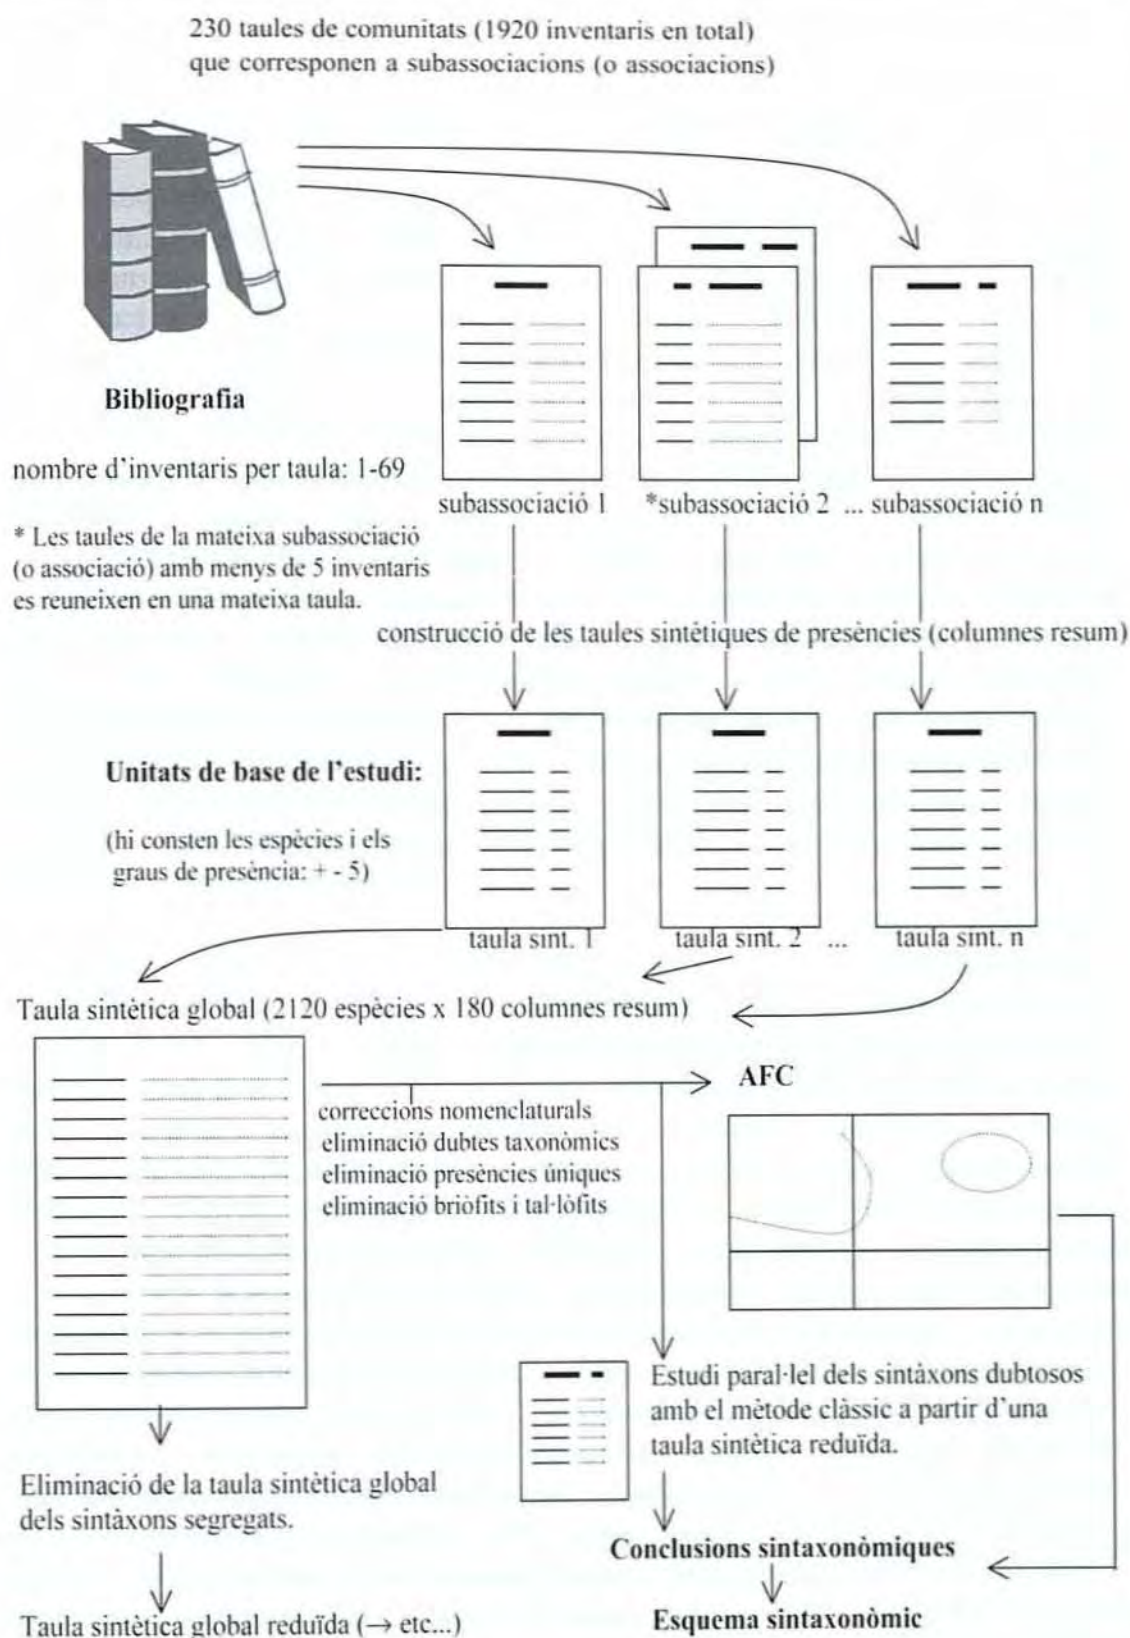 230 taules de comunitats (1920 inventaris en total)
que corresponen a subassociacions (o associacions)
Bibliografia
nombre d'inventaris per taula: 1-69
* Les taules de la mateixa subassociació
(o associació) amb menys de 5 inventaris
es reuneixen en una mateixa taula.
subassociació 1 *subassociació 2 ... subassociació n
construcció de les taules sintètiques de presències (columnes resum)
Unitats de base de l'estudi:
(hi consten les espècies i els
graus de presència: + - 5)
taula sint. 1 taula sint. 2 ... taula sint. n
Taula sintètica global (2120 espècies x 180 columnes resum)
AFC
correccions nomenclaturals
eliminació dubtes taxonòmics
eliminació presències úniques
eliminació briòfits i tal·lòfits
Estudi paral·lel dels sintàxons dubtosos
amb el mètode clàssic a partir d'una
taula sintètica reduïda.
Eliminació de la taula sintètica global
dels sintàxons segregats.
Conclusions sintaxonòmiques
Taula sintètica global reduïda (→ etc...)
Esquema sintaxonòmic